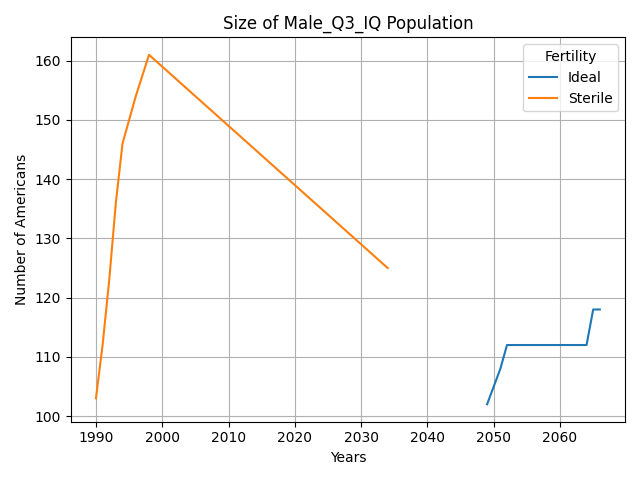 Size of Male_Q3_IQ Population
Number of Americans
160
150
140
130
120
110
100
Fertility
Ideal
Sterile
1990 2000 2010 2020 2030 2040 2050 2060
Years